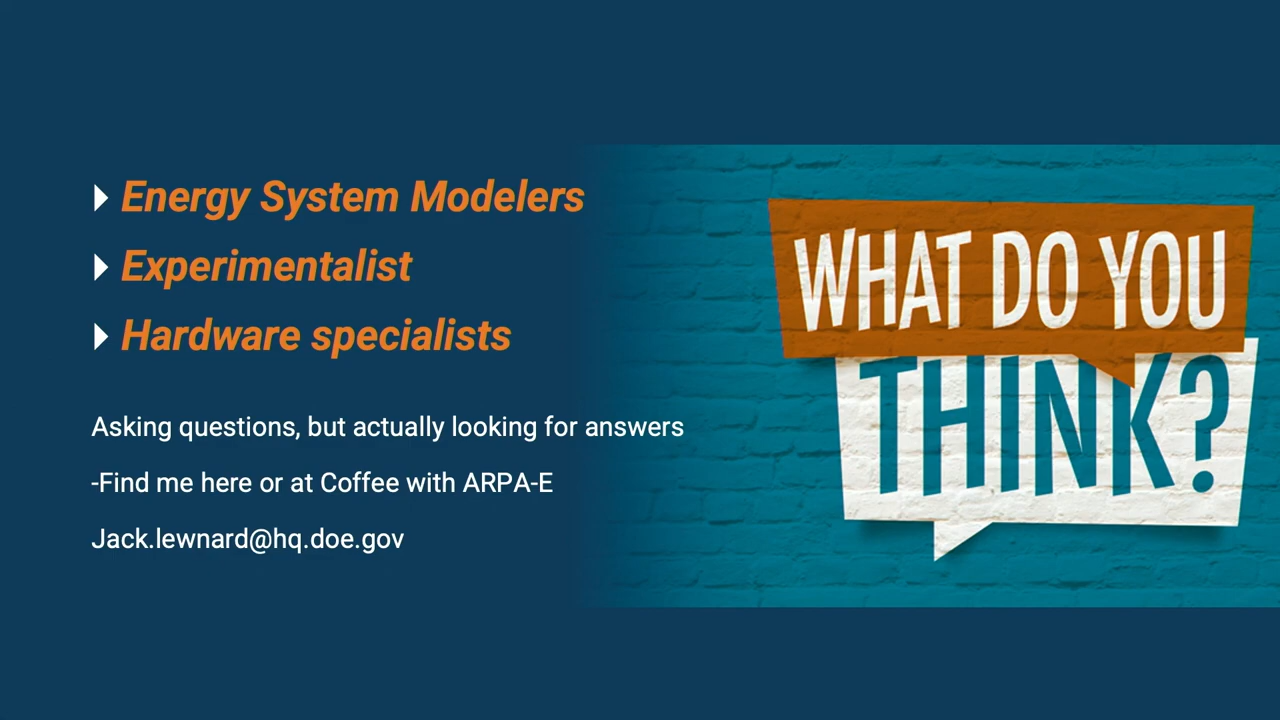 Energy System Modelers
Experimentalist
Hardware specialists
Asking questions, but actually looking for answers
-Find me here or at Coffee with ARPA-E
Jack.lewnard@hq.doe.gov
WHAT DO YOU
THINK?